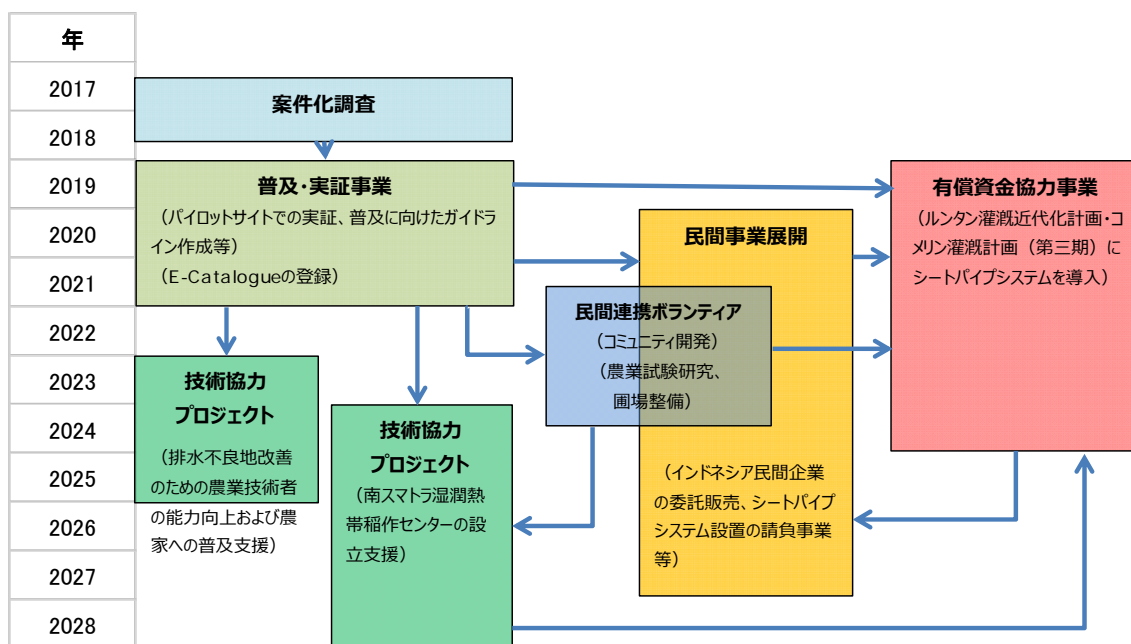 年
2017
2018
2019
2020
2021
2022
2023
2024
2025
2026
2027
2028
案件化調査
普及・実証事業
（パイロットサイトでの実証、普及に向けたガイドラ
イン作成等）
（E-Catalogueの登録）
技術協力
プロジェクト
（排水不良地改善
のための農業技術者
の能力向上および農
家への普及支援）
技術協力
プロジェクト
（南スマトラ湿潤熱
帯稲作センターの設
立支援）
民間連携ボランティア
（コミュニティ開発）
（農業試験研究、
圃場整備）
民間事業展開
（インドネシア民間企業
の委託販売、シートパイプ
システム設置の請負事業
等）
有償資金協力事業
（ルンタン灌漑近代化計画・コ
メリン灌漑計画（第三期）に
シートパイプシステムを導入）